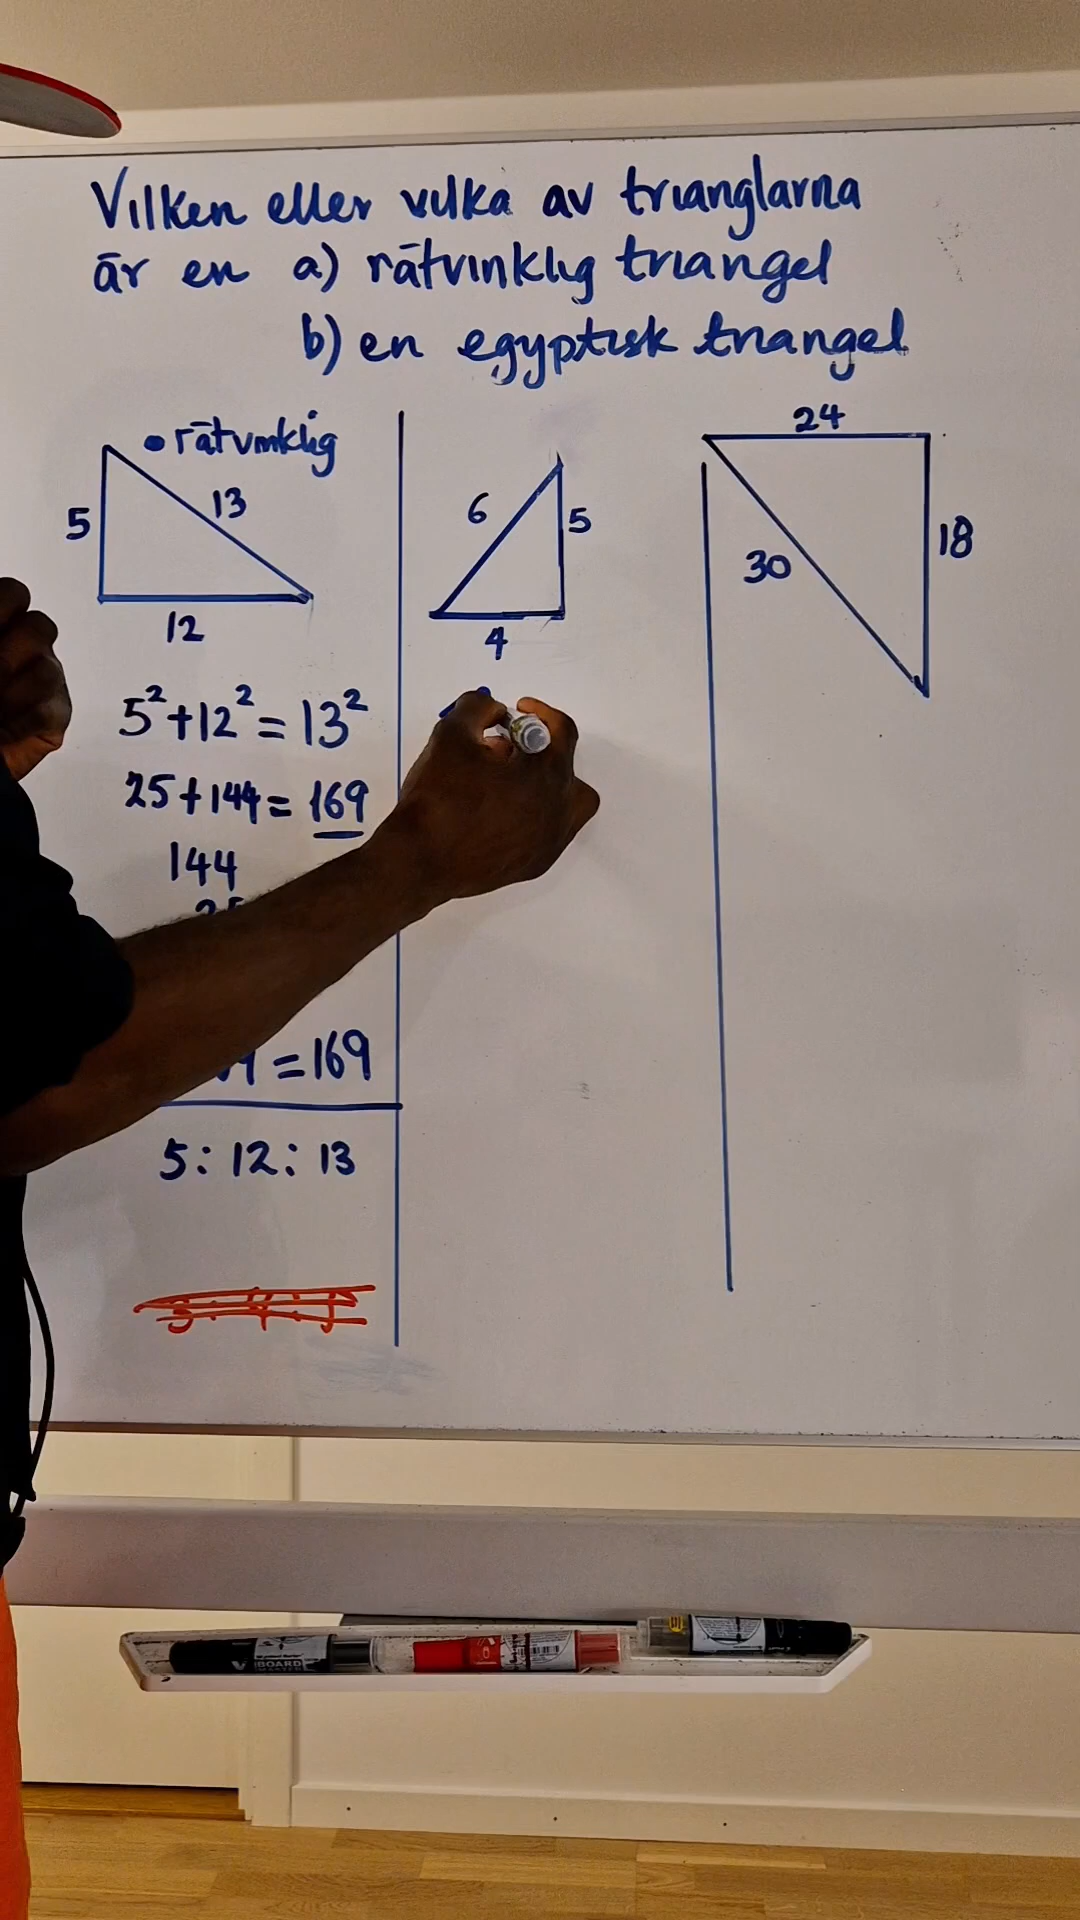 Vilken eller vilka av trianglarna
är en a) rätvinklig triangel
b) en egyptisk triangel
• rätvinklig
5
13
12
5²+12² = 13²
25+144 = 169
144
= 169
5 : 12 : 13
6
5
4
24
30
18
BOARD